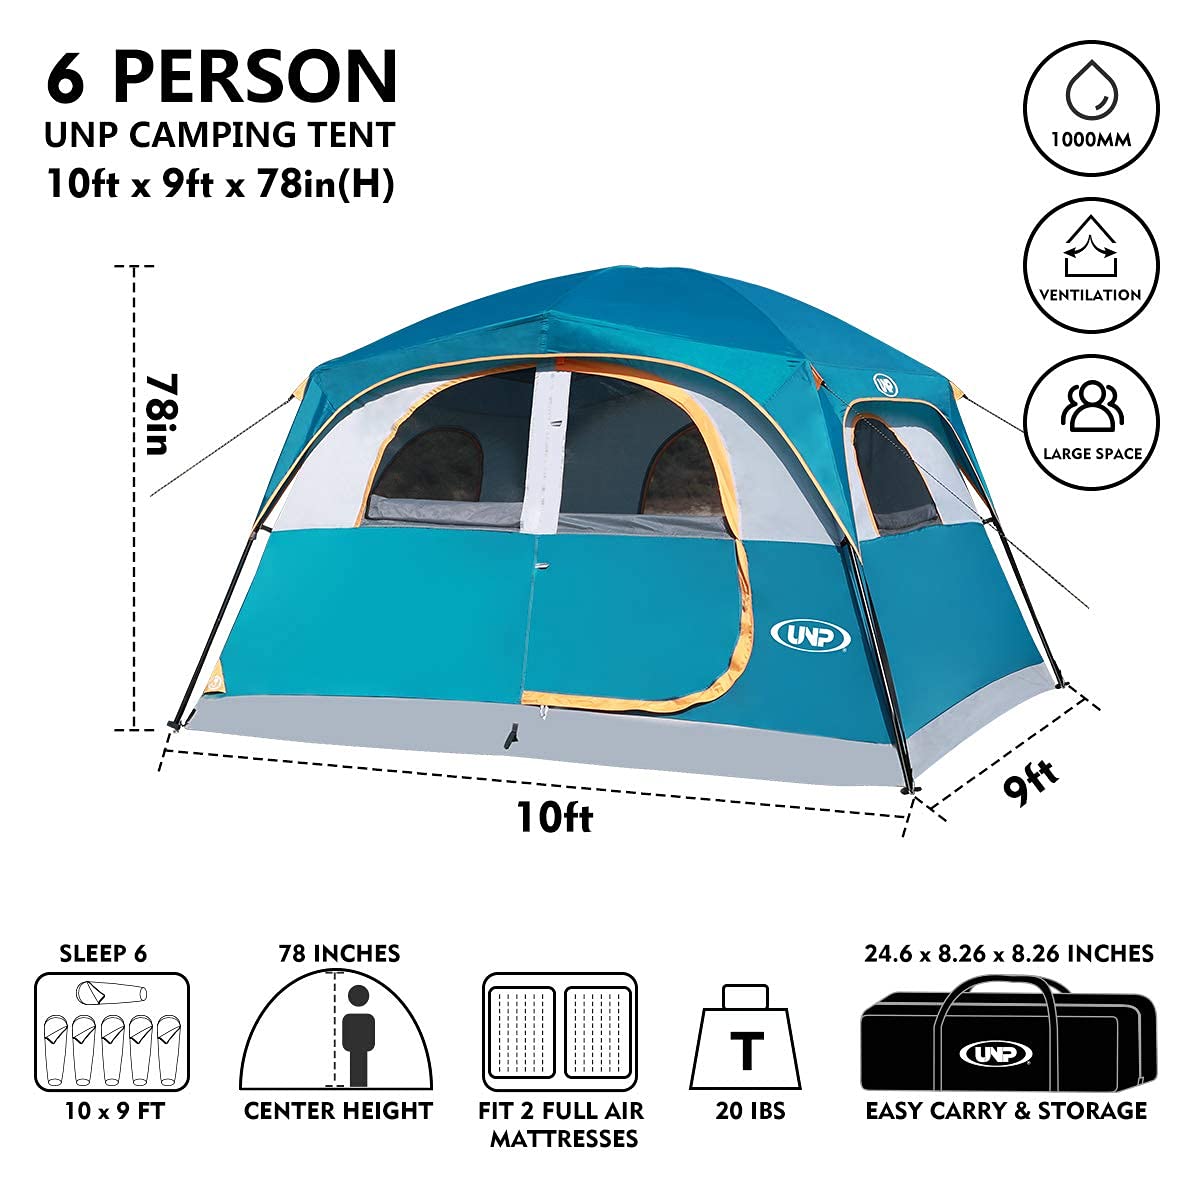 6 PERSON
UNP CAMPING TENT
10ft x 9ft x 78in(H)
1000MM
VENTILATION
LARGE SPACE
78in
UNP
UNP
10ft
9ft
SLEEP 6
10 x 9 FT
78 INCHES
CENTER HEIGHT
FIT 2 FULL AIR
MATTRESSES
T
20 IBS
24.6 x 8.26 x 8.26 INCHES
UNP
EASY CARRY & STORAGE